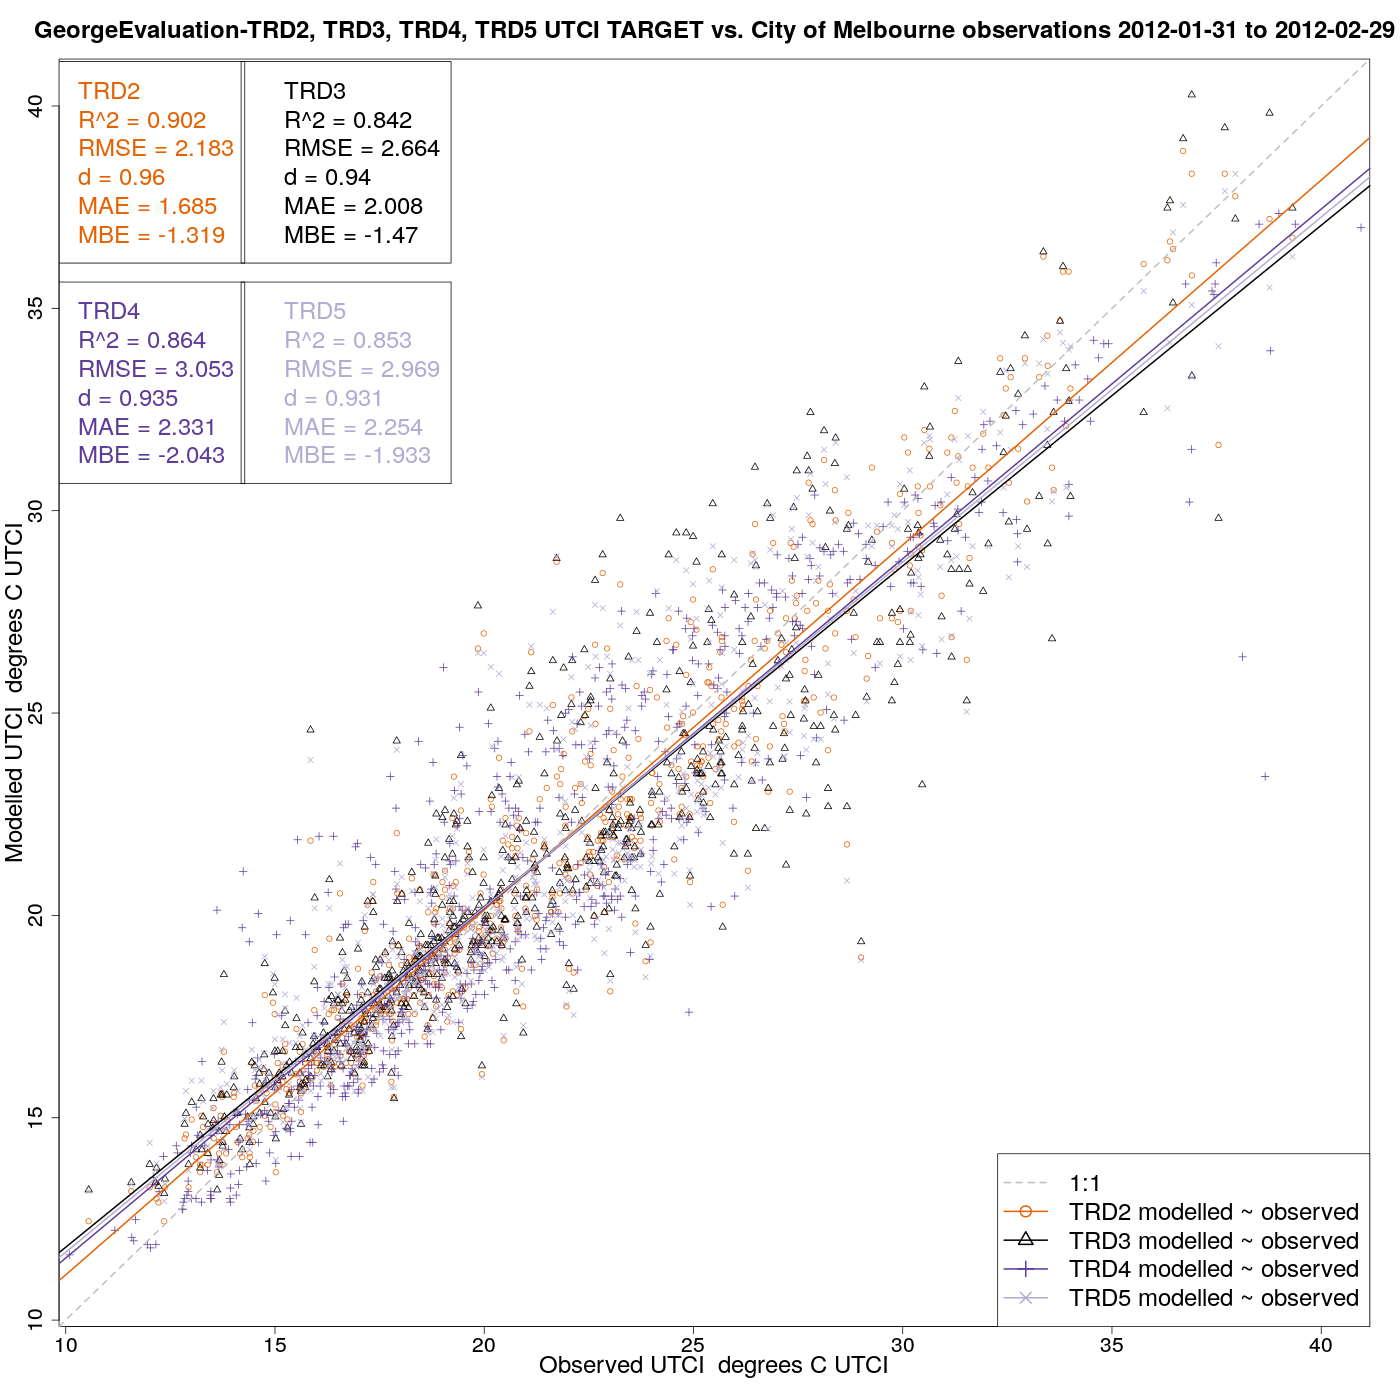 GeorgeEvaluation-TRD2, TRD3, TRD4, TRD5 UTCI TARGET vs. City of Melbourne observations 2012-01-31 to 2012-02-29
TRD2
R^2 = 0.902
RMSE = 2.183
d = 0.96
MAE = 1.685
MBE = -1.319
TRD3
R^2 = 0.842
RMSE = 2.664
d = 0.94
MAE = 2.008
MBE = -1.47
TRD4
R^2 = 0.864
RMSE = 3.053
d = 0.935
MAE = 2.331
MBE = -2.043
TRD5
R^2 = 0.853
RMSE = 2.969
d = 0.931
MAE = 2.254
MBE = -1.933
40
35
30
25
20
15
10
Modelled UTCI  degrees C UTCI
1:1
TRD2 modelled ~ observed
TRD3 modelled ~ observed
TRD4 modelled ~ observed
TRD5 modelled ~ observed
10 15 20 25 30 35 40
Observed UTCI  degrees C UTCI